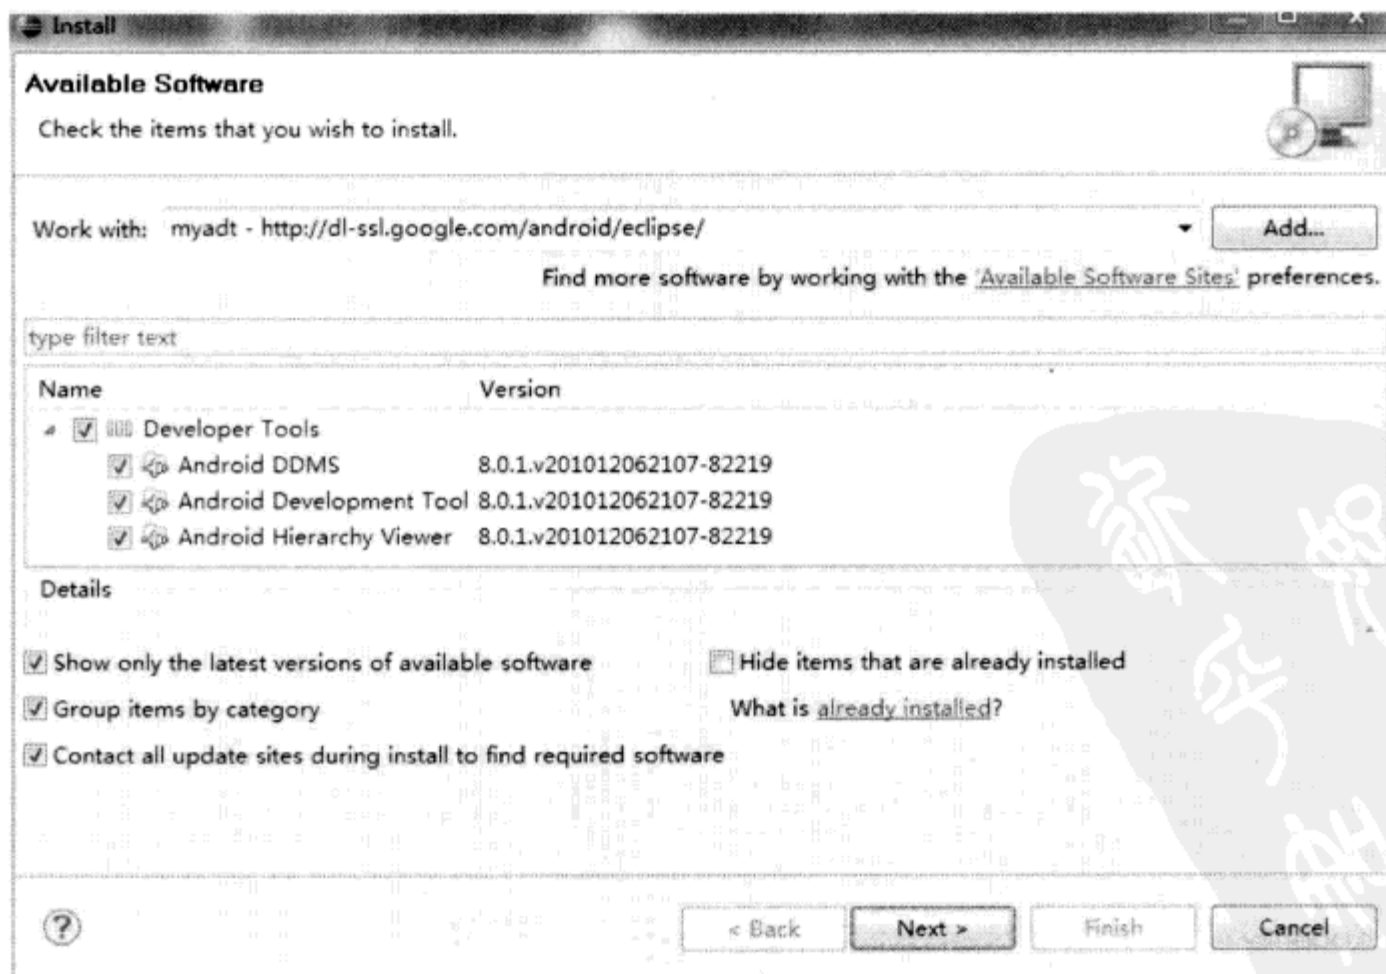 Install
Available Software
Check the items that you wish to install.
Work with: myadt - http://dl-ssl.google.com/android/eclipse/ Add...
Find more software by working with the 'Available Software Sites' preferences.
type filter text
Name Version
Developer Tools
Android DDMS 8.0.1.v201012062107-82219
Android Development Tool 8.0.1.v201012062107-82219
Android Hierarchy Viewer 8.0.1.v201012062107-82219
Details
Show only the latest versions of available software Hide items that are already installed
Group items by category What is already installed?
Contact all update sites during install to find required software
? < Back Next > Finish Cancel